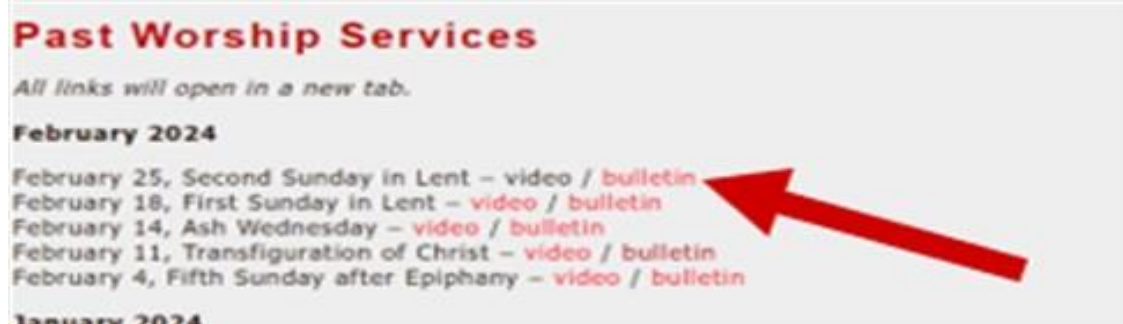 Past Worship Services
All links will open in a new tab.
February 2024
February 25, Second Sunday in Lent – video / bulletin
February 18, First Sunday in Lent – video / bulletin
February 14, Ash Wednesday – video / bulletin
February 11, Transfiguration of Christ – video / bulletin
February 4, Fifth Sunday after Epiphany – video / bulletin
January 2024